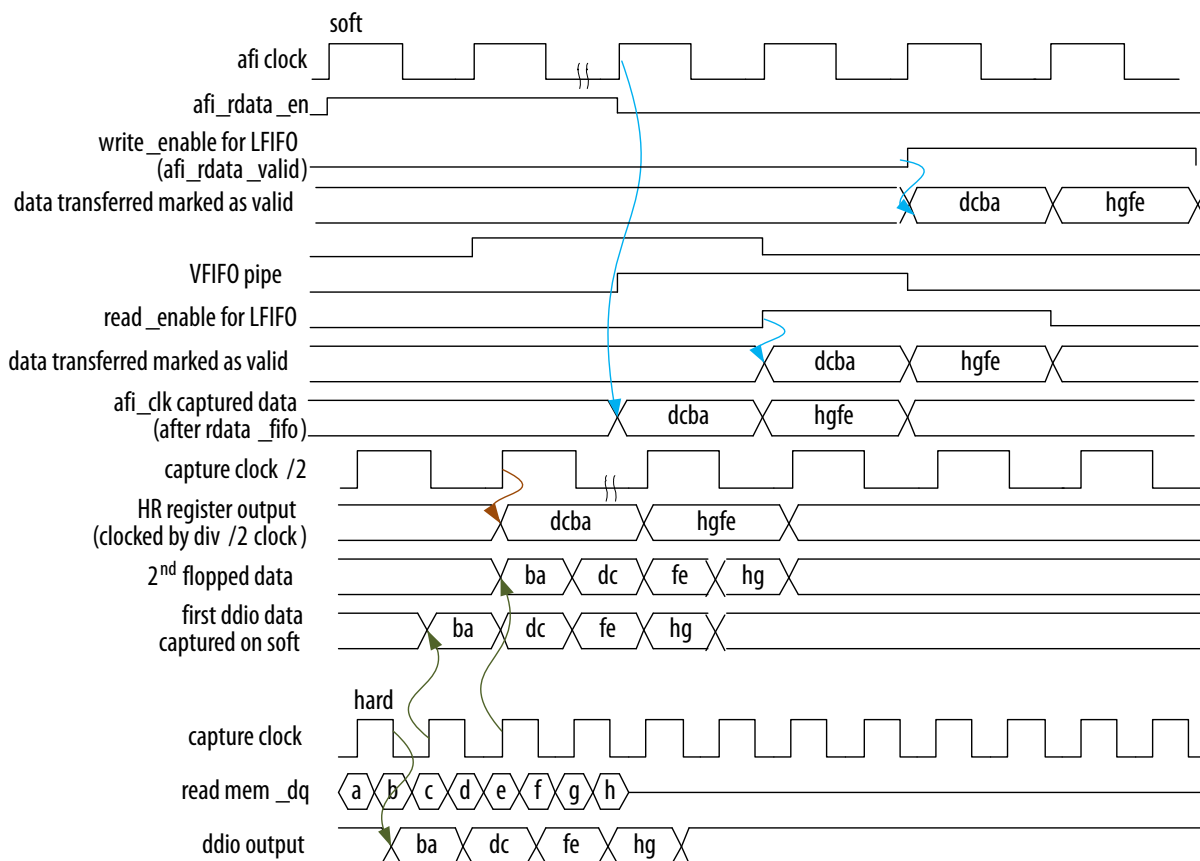 soft
afi clock
afi_rdata _en
write _enable for LFIFO
(afi_rdata _valid)
data transferred marked as valid
dcba hgfe
VFIFO pipe
read _enable for LFIFO
data transferred marked as valid
dcba hgfe
afi_clk captured data
(after rdata _fifo)
dcba hgfe
capture clock /2
HR register output
(clocked by div /2 clock)
dcba hgfe
2nd flopped data
ba dc fe hg
first ddio data
captured on soft
ba dc fe hg
hard
capture clock
read mem _dq
a b c d e f g h
ddio output
ba dc fe hg